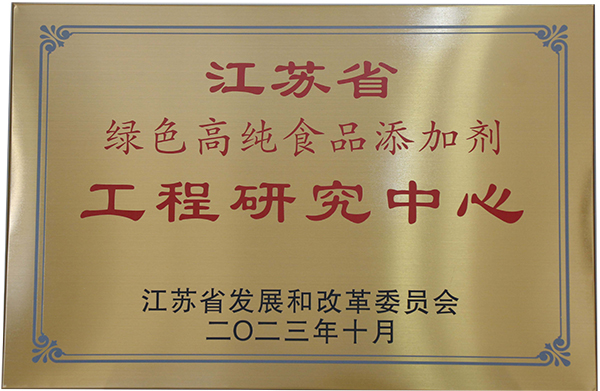 江苏省
绿色高纯食品添加剂
工程研究中心
江苏省发展和改革委员会
二〇二三年十月